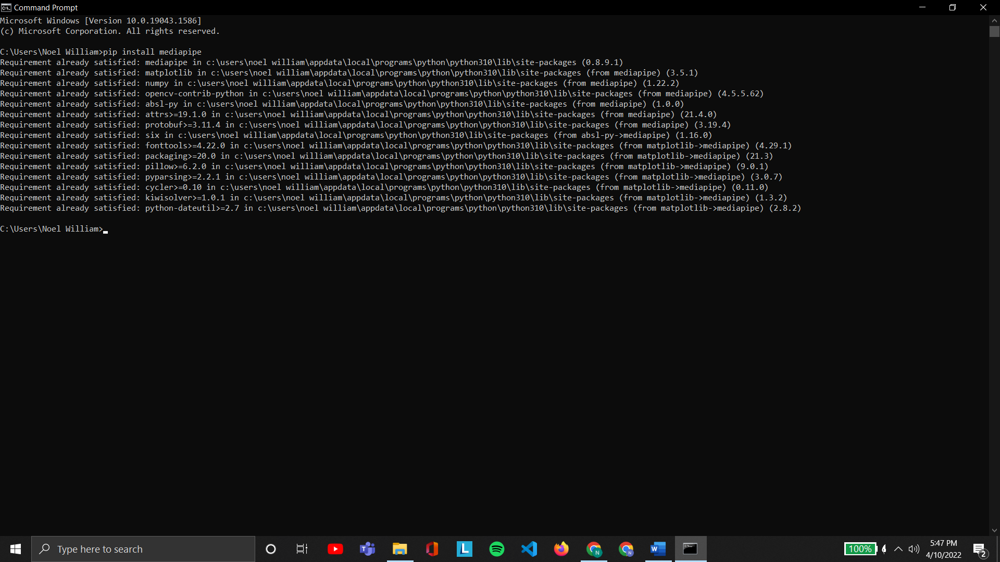 Command Prompt
Microsoft Windows [Version 10.0.19043.1586]
(c) Microsoft Corporation. All rights reserved.
C:\Users\Noel William>pip install mediapipe
Requirement already satisfied: mediapipe in c:\users\noel william\appdata\local\programs\python\python310\lib\site-packages (0.8.9.1)
Requirement already satisfied: matplotlib in c:\users\noel william\appdata\local\programs\python\python310\lib\site-packages (from mediapipe) (3.5.1)
Requirement already satisfied: numpy in c:\users\noel william\appdata\local\programs\python\python310\lib\site-packages (from mediapipe) (1.22.2)
Requirement already satisfied: opencv-contrib-python in c:\users\noel william\appdata\local\programs\python\python310\lib\site-packages (from mediapipe) (4.5.5.62)
Requirement already satisfied: absl-py in c:\users\noel william\appdata\local\programs\python\python310\lib\site-packages (from mediapipe) (1.0.0)
Requirement already satisfied: attrs>=19.1.0 in c:\users\noel william\appdata\local\programs\python\python310\lib\site-packages (from mediapipe) (21.4.0)
Requirement already satisfied: protobuf>=3.11.4 in c:\users\noel william\appdata\local\programs\python\python310\lib\site-packages (from mediapipe) (3.19.4)
Requirement already satisfied: six in c:\users\noel william\appdata\local\programs\python\python310\lib\site-packages (from absl-py->mediapipe) (1.16.0)
Requirement already satisfied: fonttools>=4.22.0 in c:\users\noel william\appdata\local\programs\python\python310\lib\site-packages (from matplotlib->mediapipe) (4.29.1)
Requirement already satisfied: packaging>=20.0 in c:\users\noel william\appdata\local\programs\python\python310\lib\site-packages (from matplotlib->mediapipe) (21.3)
Requirement already satisfied: pillow>=6.2.0 in c:\users\noel william\appdata\local\programs\python\python310\lib\site-packages (from matplotlib->mediapipe) (9.0.1)
Requirement already satisfied: pyparsing>=2.2.1 in c:\users\noel william\appdata\local\programs\python\python310\lib\site-packages (from matplotlib->mediapipe) (3.0.7)
Requirement already satisfied: cycler>=0.10 in c:\users\noel william\appdata\local\programs\python\python310\lib\site-packages (from matplotlib->mediapipe) (0.11.0)
Requirement already satisfied: kiwisolver>=1.0.1 in c:\users\noel william\appdata\local\programs\python\python310\lib\site-packages (from matplotlib->mediapipe) (1.3.2)
Requirement already satisfied: python-dateutil>=2.7 in c:\users\noel william\appdata\local\programs\python\python310\lib\site-packages (from matplotlib->mediapipe) (2.8.2)
C:\Users\Noel William>
Type here to search
100%
5:47 PM
4/10/2022
2